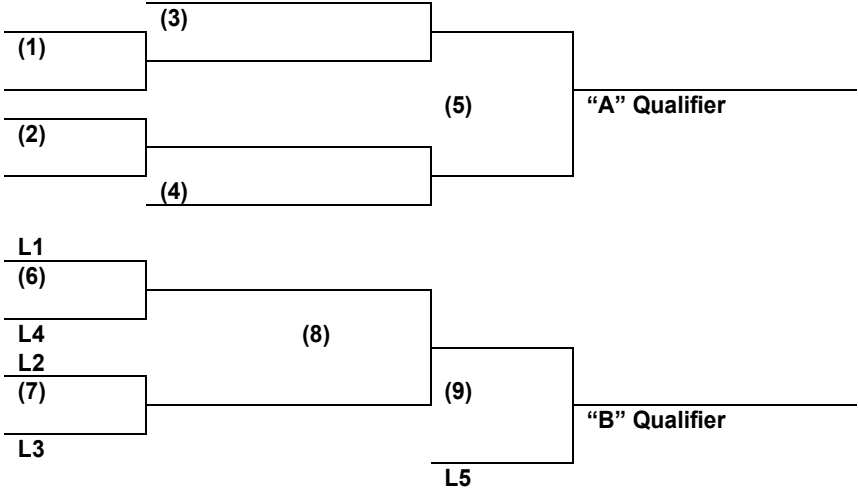 (3)
(1)
(5) “A” Qualifier
(2)
(4)
L1
(6)
L4 (8)
L2
(7) (9)
“B” Qualifier
L3
L5